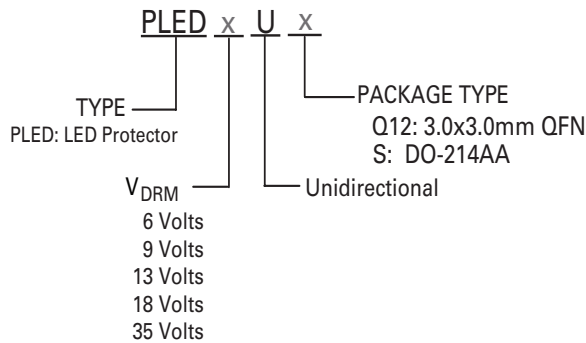 PLED x U x
TYPE
PLED: LED Protector
PACKAGE TYPE
Q12: 3.0x3.0mm QFN
S: DO-214AA
VDRM
6 Volts
9 Volts
13 Volts
18 Volts
35 Volts
Unidirectional